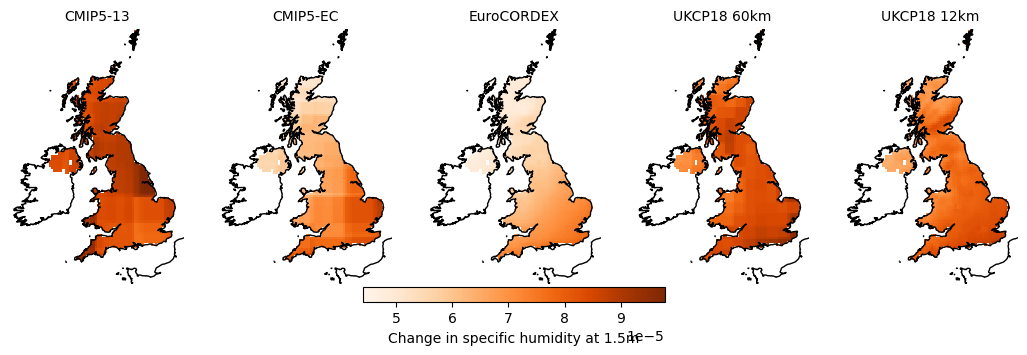 CMIP5-13 CMIP5-EC EuroCORDEX UKCP18 60km UKCP18 12km
5 6 7 8 9
1e−5
Change in specific humidity at 1.5m